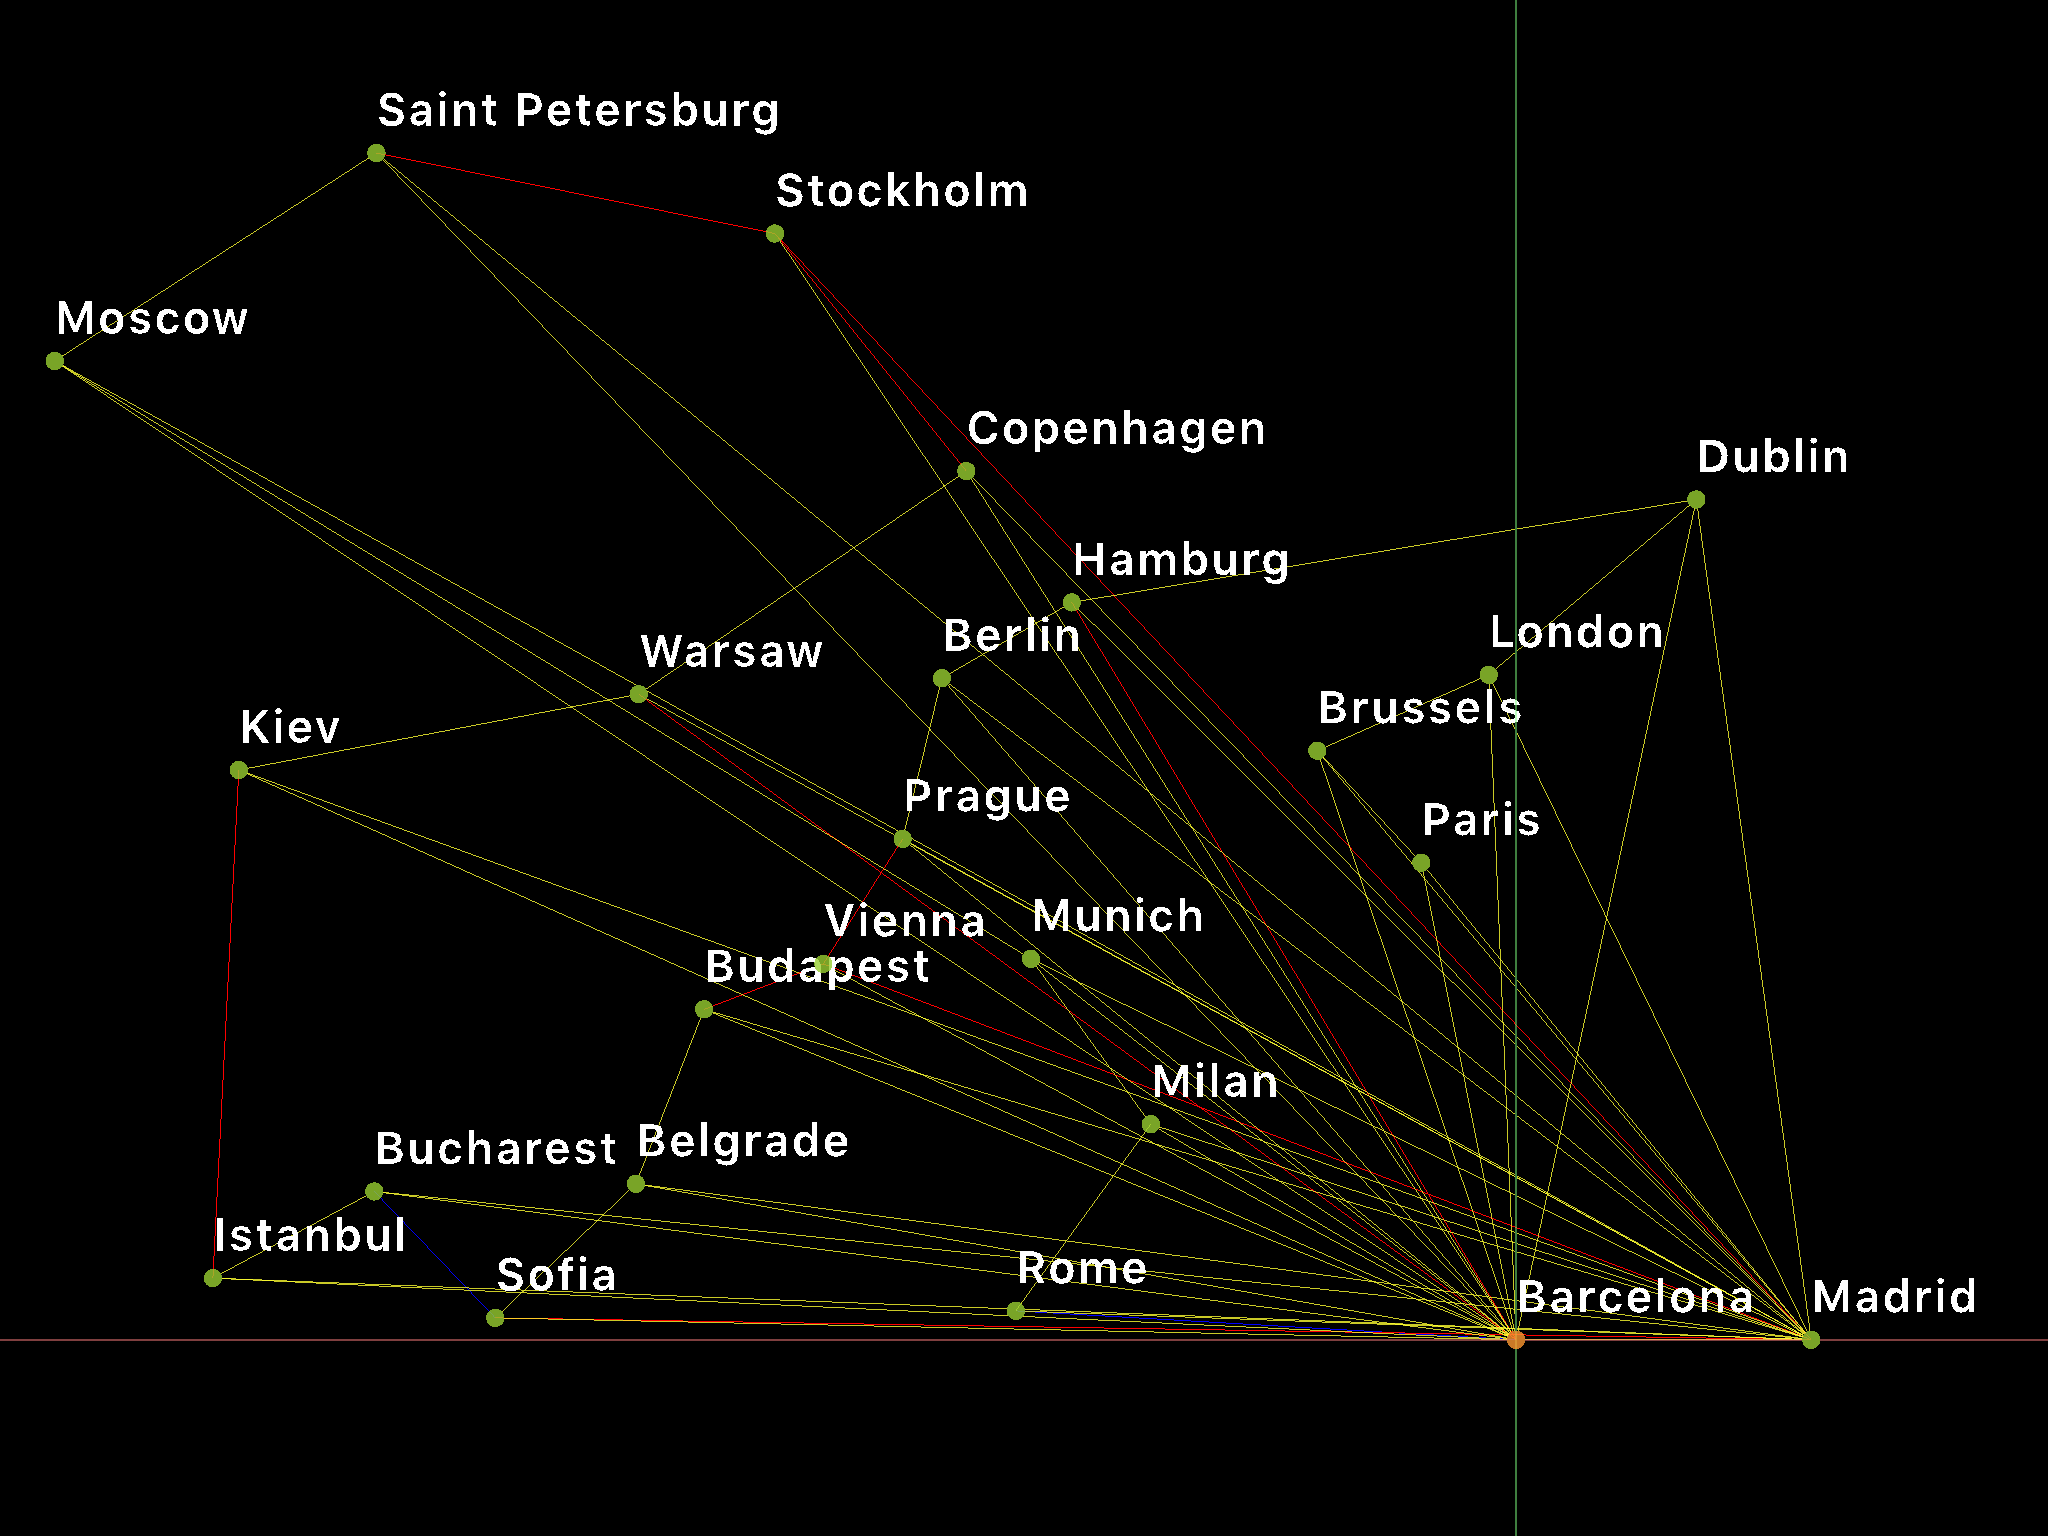 Saint Petersburg
Stockholm
Moscow
Copenhagen
Dublin
Hamburg
Berlin
London
Warsaw
Brussels
Kiev
Prague
Paris
Vienna
Munich
Budapest
Milan
Bucharest
Belgrade
Istanbul
Sofia
Rome
Barcelona
Madrid